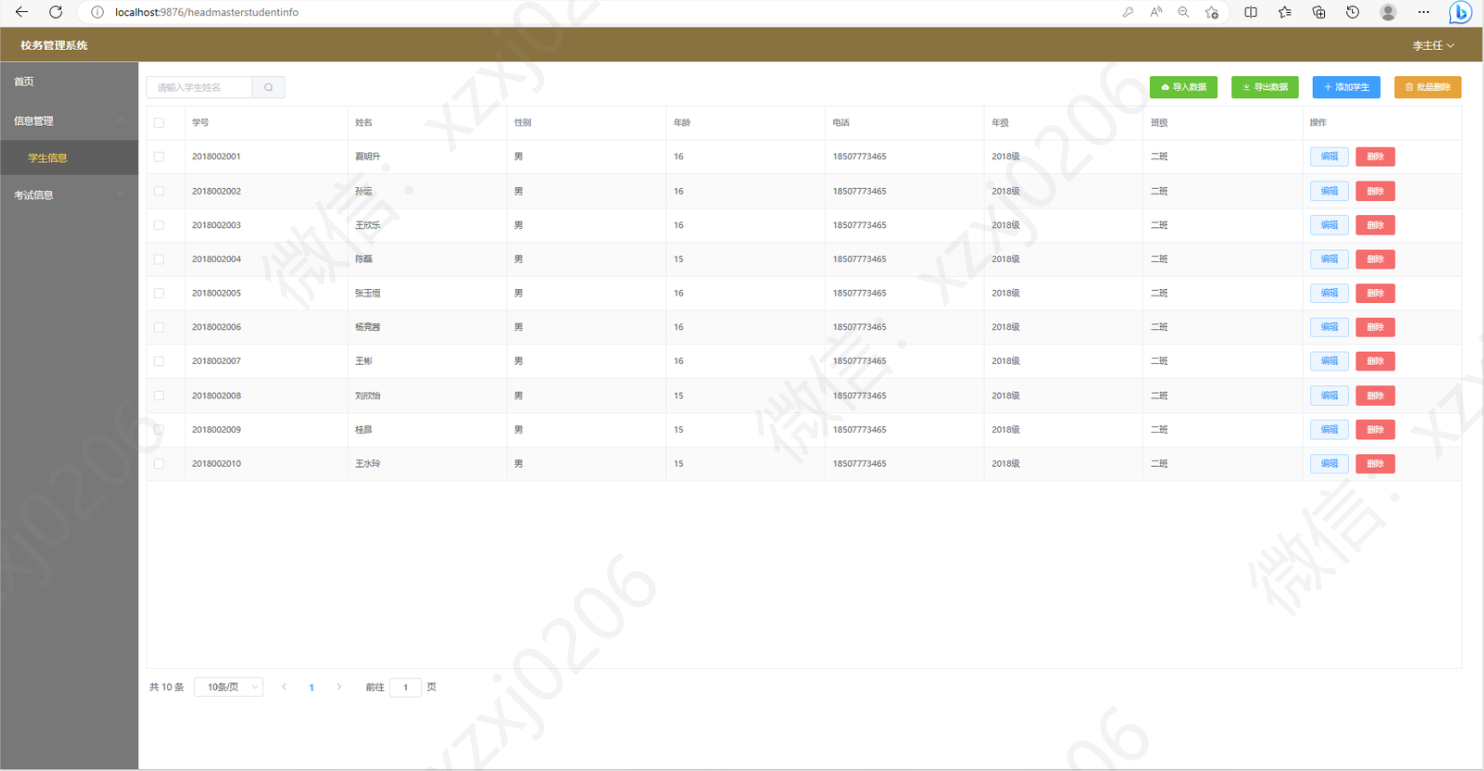 localhost:9876/headmasterstudentinfo
校务管理系统
李主任
首页
信息管理
学生信息
考试信息
请输入学生姓名
导入数据
导出数据
添加学生
批量删除
学号 姓名 性别 年龄 电话 年级 班级 操作
2018002001 夏明升 男 16 18507773465 2018级 二班 编辑 删除
2018002002 孙运 男 16 18507773465 2018级 二班 编辑 删除
2018002003 王欣乐 男 16 18507773465 2018级 二班 编辑 删除
2018002004 陈磊 男 15 18507773465 2018级 二班 编辑 删除
2018002005 张玉恒 男 16 18507773465 2018级 二班 编辑 删除
2018002006 杨竞茜 男 16 18507773465 2018级 二班 编辑 删除
2018002007 王彬 男 16 18507773465 2018级 二班 编辑 删除
2018002008 刘欣怡 男 15 18507773465 2018级 二班 编辑 删除
2018002009 男 15 18507773465 2018级 二班 编辑 删除
2018002010 王水玲 男 15 18507773465 2018级 二班 编辑 删除
共 10 条 10条/页 1 前往 1 页
微信：xzxj0206
微信：xzxj0206
微信：xzxj0206